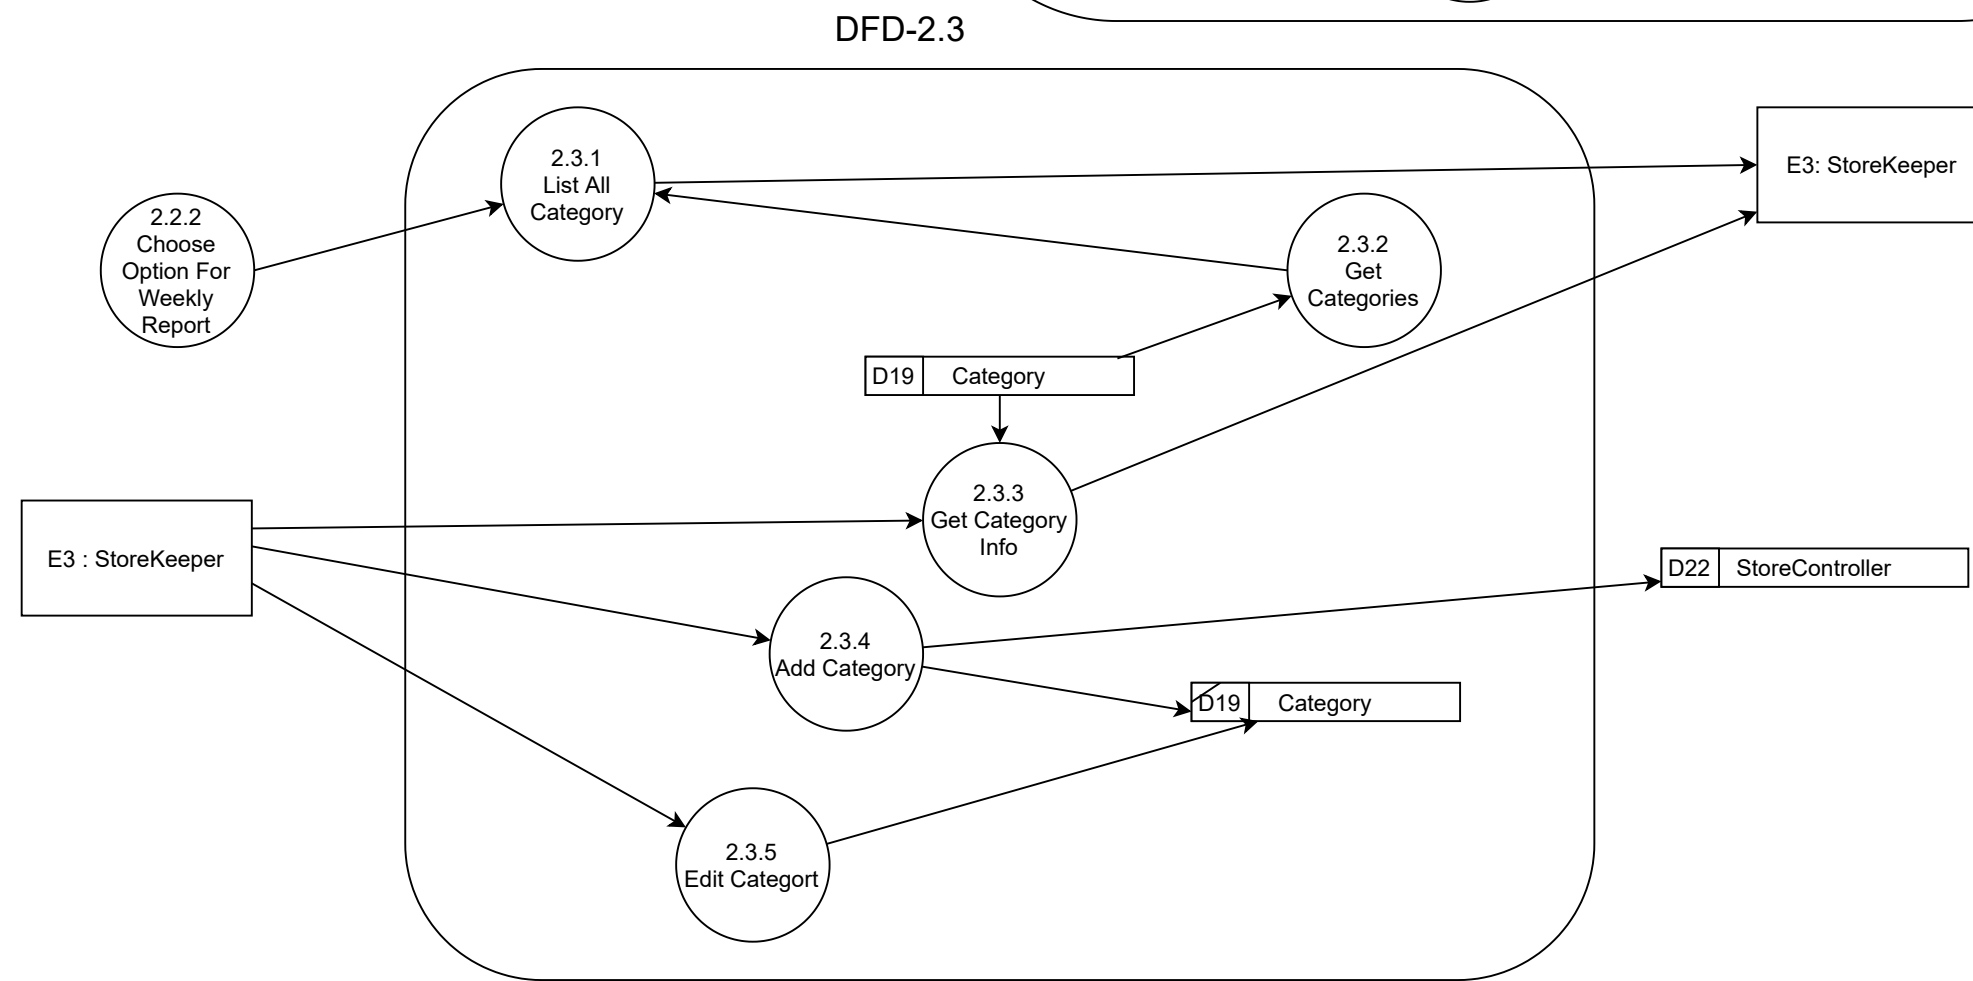 DFD-2.3
2.3.1
List All
Category
E3: StoreKeeper
2.2.2
Choose
Option For
Weekly
Report
2.3.2
Get
Categories
D19
Category
2.3.3
Get Category
Info
E3 : StoreKeeper
D22
StoreController
2.3.4
Add Category
D19
Category
2.3.5
Edit Categort